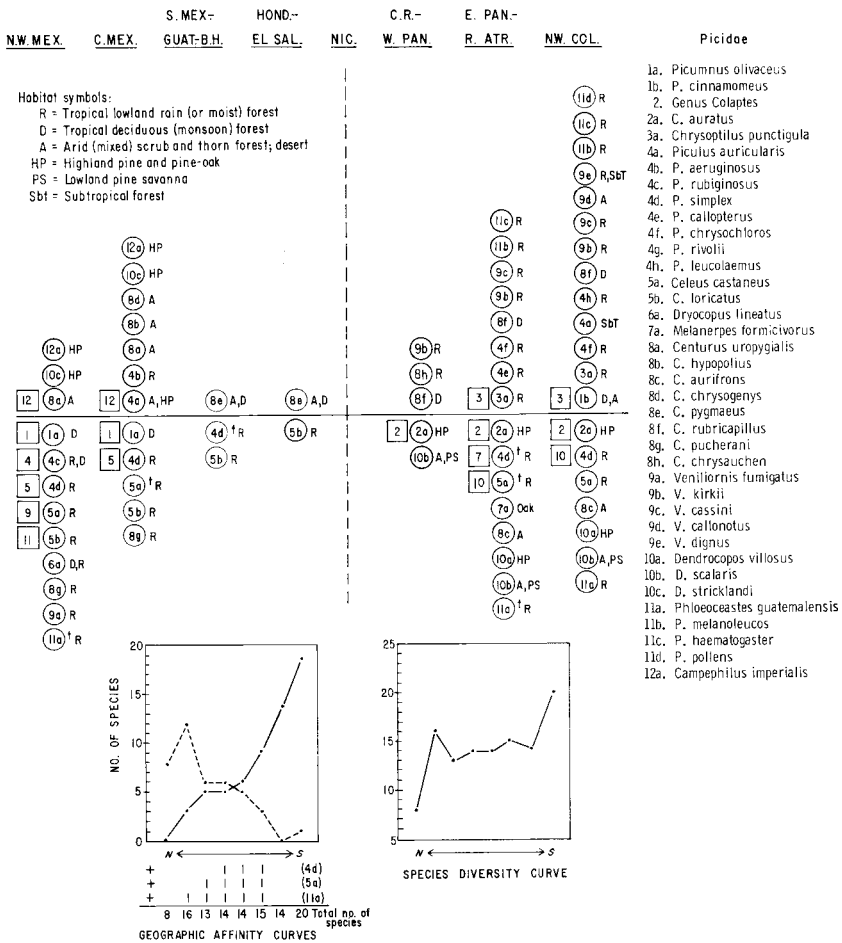 N.W.MEX.
C.MEX.
S. MEX.-
GUAT-B.H.
HOND.-
EL SAL.
NIC.
C.R.-
W. PAN.
E. PAN.-
R. ATR.
N.W. COL.
Picidae
Habitat symbols:
R = Tropical lowland rain (or moist) forest
D = Tropical deciduous (monsoon) forest
A = Arid (mixed) scrub and thorn forest; desert
HP = Highland pine and pine-oak
PS = Lowland pine savanna
Sbt = Subtropical forest
12a HP
10c HP
12 8a A
1 1a D
4 4c R,D
5 4d R
9 5a R
11 5b R
6a D,R
8g R
9a R
11a † R
12a HP
10c HP
8d A
8b A
8a A
4b R
12 4a A,HP
1 1a D
5 4d R
5a † R
5b R
8g R
8e A,D
4d † R
5b R
8e A,D
5b R
9b R
8h R
8f D
2 2a HP
10b A,PS
11c R
11b R
9c R
9b R
8f D
4f R
4e R
3 3a R
2 2a HP
7 4d † R
10 5a † R
7a Oak
8c A
10a HP
10b A,PS
11a † R
11d R
11c R
11b R
9e R,SbT
9d A
9c R
9b R
8f D
4h R
4a SbT
4f R
3a R
3 1b D,A
2 2a HP
10 4d R
5a R
8c A
10a HP
10b A,PS
11a R
1a. Picumnus olivaceus
1b. P. cinnamomeus
2. Genus Colaptes
2a. C. auratus
3a. Chrysoptilus punctigula
4a. Piculus auricularis
4b. P. aeruginosus
4c. P. rubiginosus
4d. P. simplex
4e. P. callopterus
4f. P. chrysochloros
4g. P. rivolii
4h. P. leucolaemus
5a. Celeus castaneus
5b. C. loricatus
6a. Dryocopus lineatus
7a. Melanerpes formicivorus
8a. Centurus uropygialis
8b. C. hypopolius
8c. C. aurifrons
8d. C. chrysogenys
8e. C. pygmaeus
8f. C. rubricapillus
8g. C. pucherani
8h. C. chrysauchen
9a. Veniliornis fumigatus
9b. V. kirkii
9c. V. cassini
9d. V. callonotus
9e. V. dignus
10a. Dendrocopos villosus
10b. D. scalaris
10c. D. stricklandi
11a. Phloeoceastes guatemalensis
11b. P. melanoleucos
11c. P. haematogaster
11d. P. pollens
12a. Campephilus imperialis
NO. OF SPECIES
20
15
10
5
0
N S
+ | | | (4d)
+ | | | | (5a)
+ | | | | | (11a)
8 16 13 14 14 15 14 20 Total no. of
species
GEOGRAPHIC AFFINITY CURVES
25
20
15
10
5
N S
SPECIES DIVERSITY CURVE